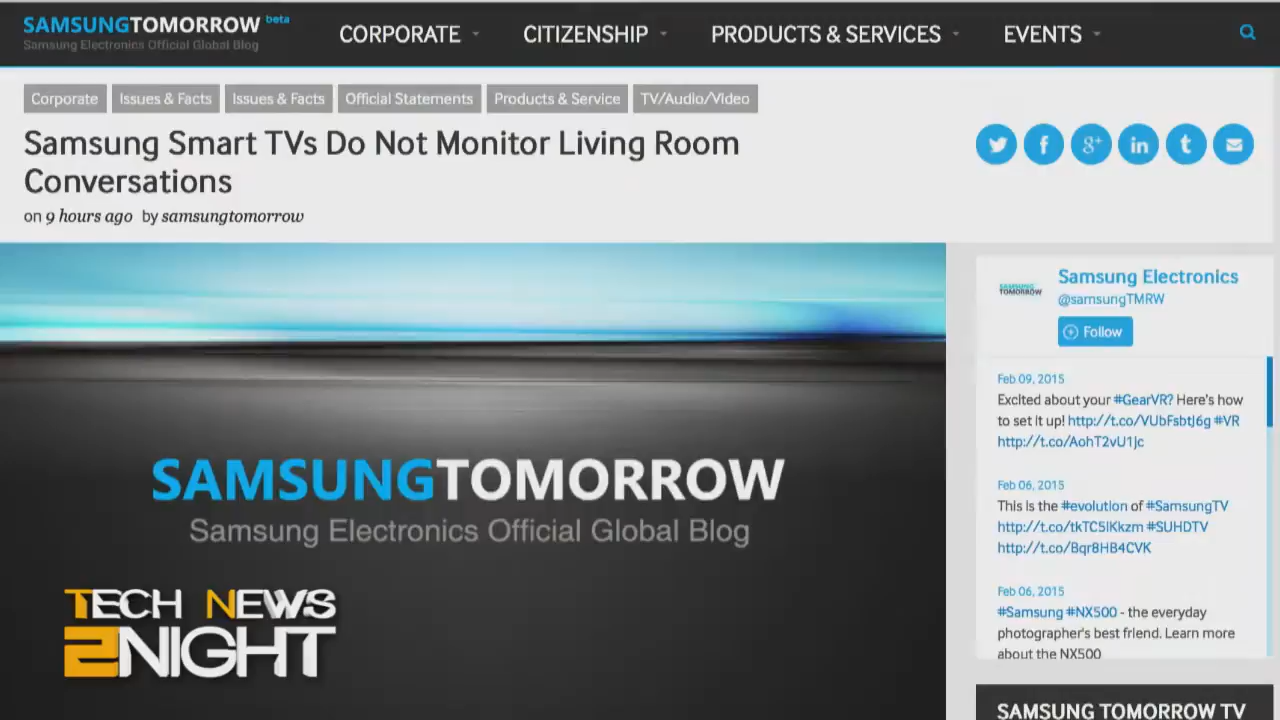 SAMSUNGTOMORROW beta
Samsung Electronics Official Global Blog
CORPORATE
CITIZENSHIP
PRODUCTS & SERVICES
EVENTS
Corporate
Issues & Facts
Issues & Facts
Official Statements
Products & Service
TV/Audio/Video
Samsung Smart TVs Do Not Monitor Living Room
Conversations
on 9 hours ago by samsungtomorrow
SAMSUNGTOMORROW
Samsung Electronics Official Global Blog
TECH NEWS
2NIGHT
SAMSUNG
TOMORROW
Samsung Electronics
@samsungTMRW
Follow
Feb 09, 2015
Excited about your #GearVR? Here's how
to set it up! http://t.co/VUbFsbtJ6g #VR
http://t.co/AohT2vU1Jc
Feb 06, 2015
This is the #evolution of #SamsungTV
http://t.co/tkTC5IKkzm #SUHDTV
http://t.co/Bqr8HB4CVK
Feb 06, 2015
#Samsung #NX500 - the everyday
photographer's best friend. Learn more
about the NX500
SAMSUNG TOMORROW TV